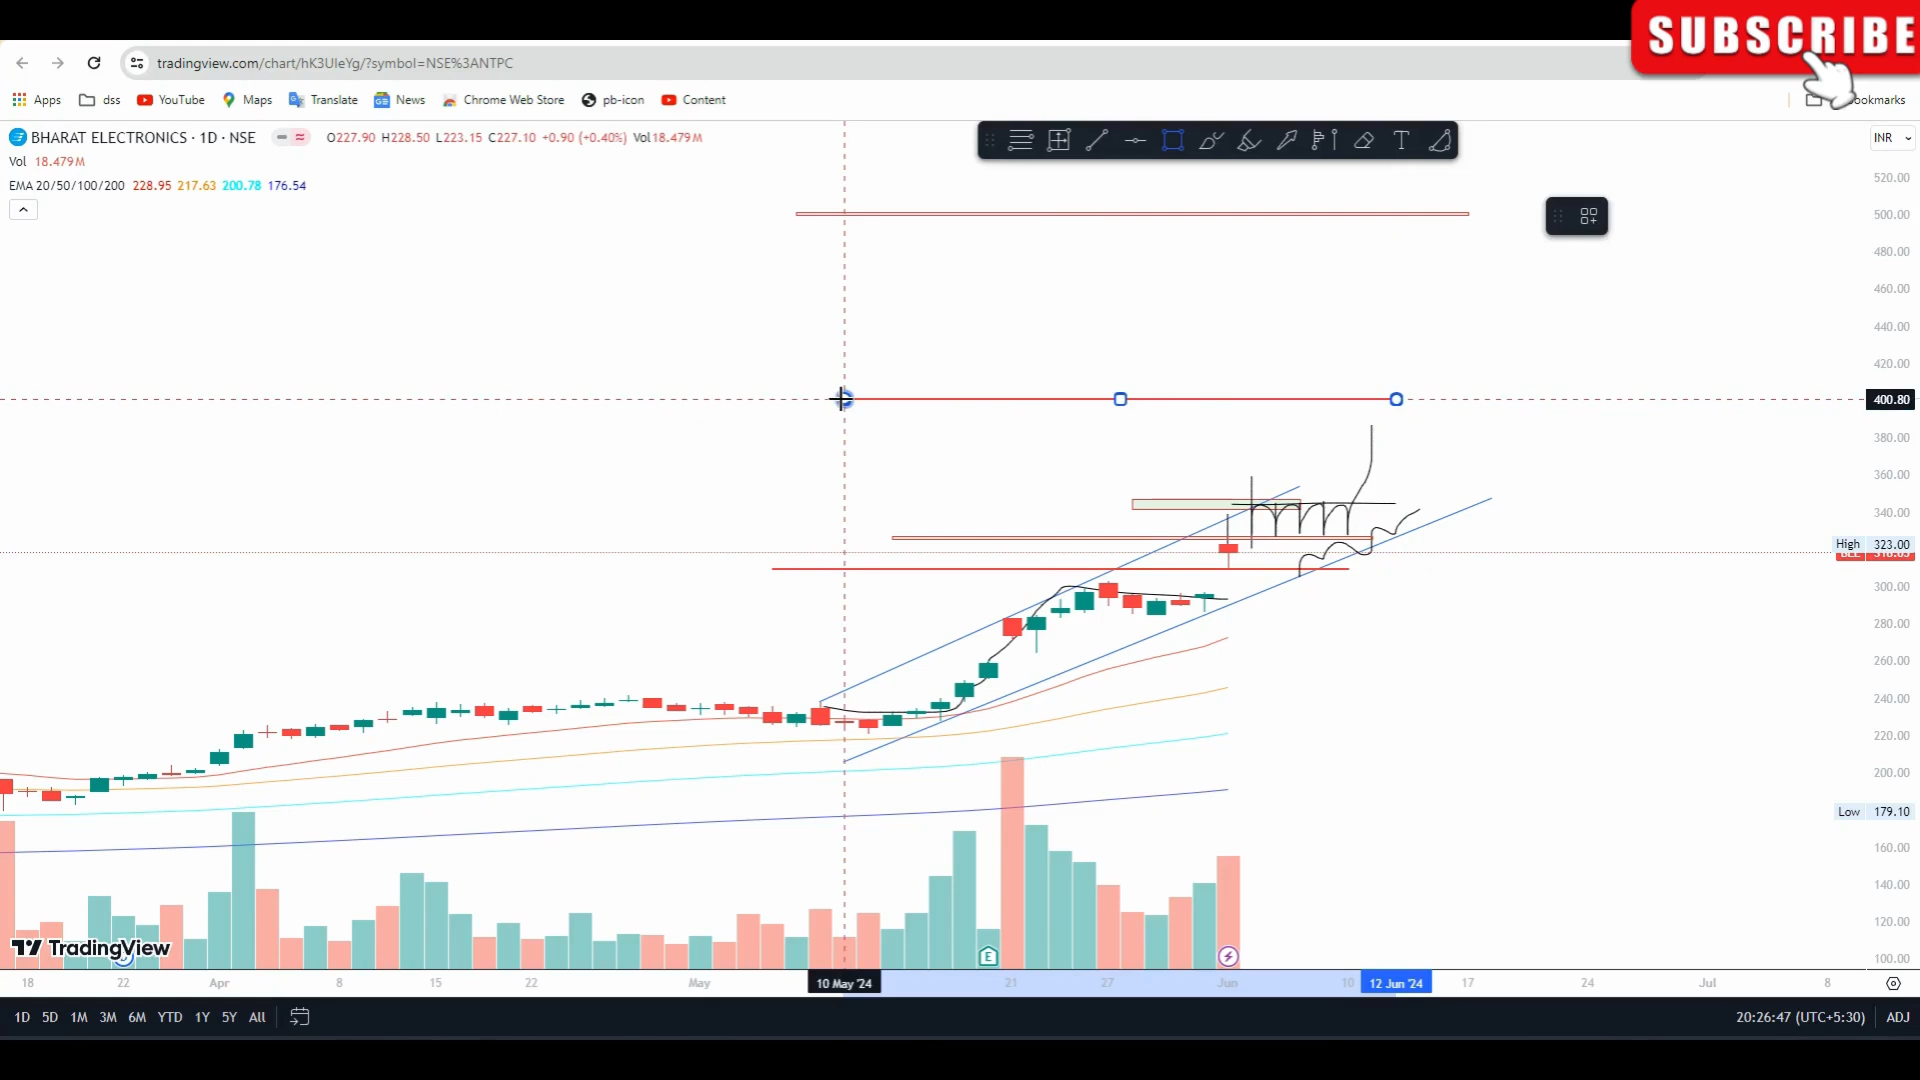 SUBSCRIBE
tradingview.com/chart/hK3UIeYg/?symbol=NSE%3ANTPC
Apps dss YouTube Maps Translate News Chrome Web Store pb-icon Content ookmarks
BHARAT ELECTRONICS · 1D · NSE O227.90 H228.50 L223.15 C227.10 +0.90 (+0.40%) Vol18.479M
INR
Vol 18.479M
EMA 20/50/100/200 228.95 217.63 200.78 176.54
520.00
500.00
480.00
460.00
440.00
420.00
400.80
380.00
360.00
340.00
High 323.00
300.00
280.00
260.00
240.00
220.00
200.00
Low 179.10
160.00
140.00
120.00
100.00
TradingView
E
18 22 Apr 8 15 22 May 10 May '24 21 27 Jun 10 12 Jun '24 17 24 Jul 8
1D 5D 1M 3M 6M YTD 1Y 5Y All 20:26:47 (UTC+5:30) ADJ